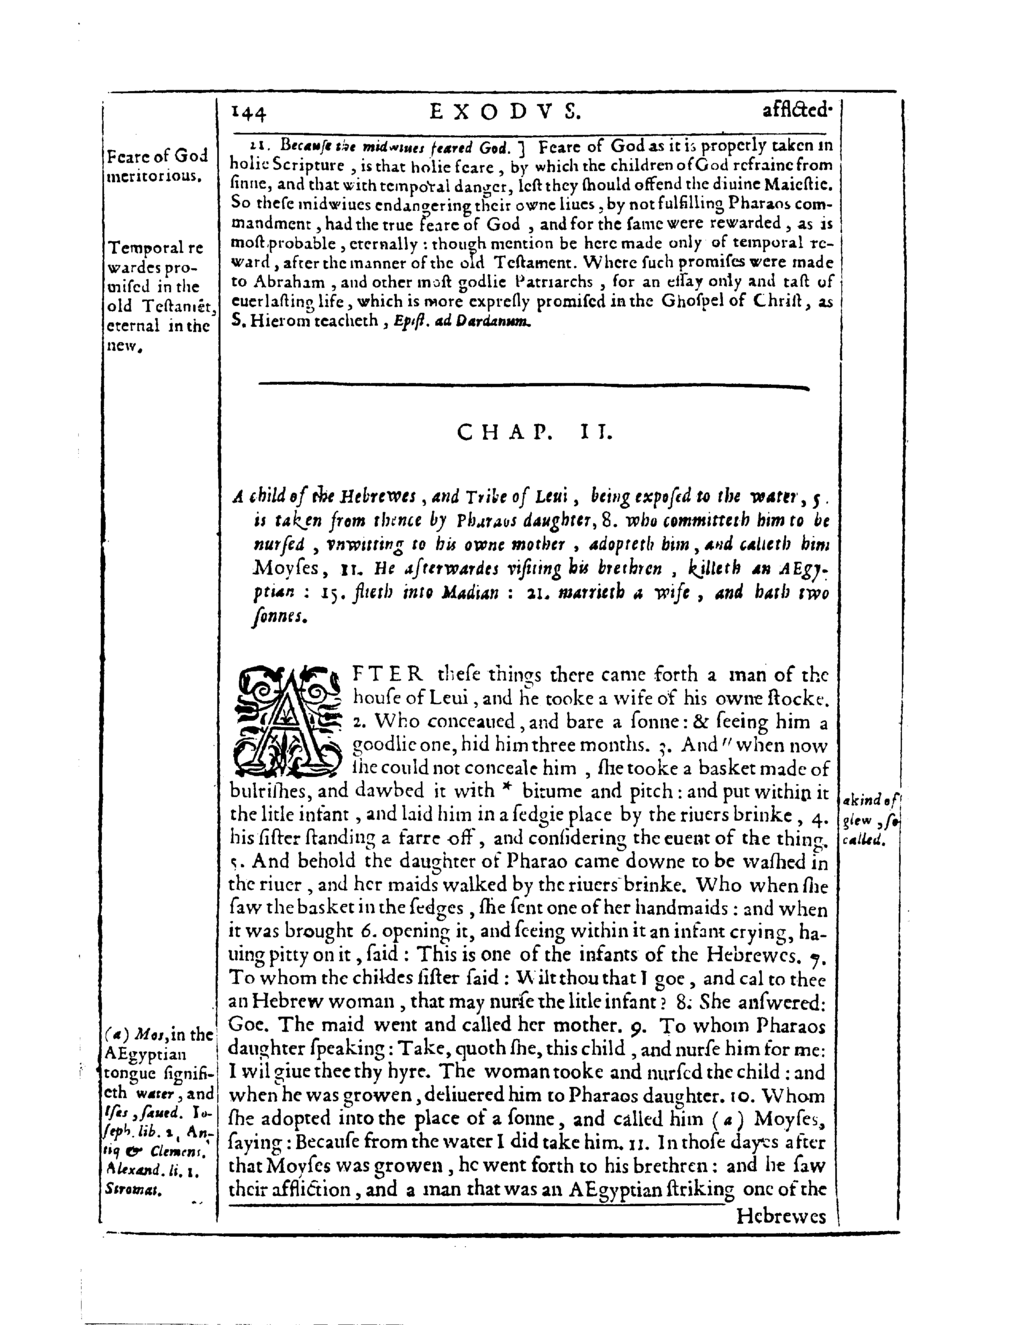 144 EXODVS. afflcted·
Feare of God
meritorious.
Temporal re
wardes pro-
mised in the
old Testamēt,
eternal in the
new.
11. Becauſe the midwiues feared God. ] Feare of God as it is properly taken in
holie Scripture , is that holie feare , by which the children of God refraine from
ſinne, and that with temporal danger, leſt they ſhould offend the diuine Maieſtie.
So theſe midwiues endangering their owne liues , by not fulfilling Pharaos com-
mandment , had the true feare of God , and for the ſame were rewarded , as is
moſt probable , eternally : though mention be here made only of temporal re-
ward , after the manner of the old Teſtament. Where ſuch promiſes were made
to Abraham , and other moſt godlie Patriarchs , for an eſſay only and taſt of
euerlaſting life , which is more expreſly promiſed in the Ghoſpel of Chriſt , as
S. Hierom teacheth , Epiſt. ad Dardanum.
CHAP. II.
A child of the Hebrewes , and Tribe of Leui , being expoſed to the water , 5.
is taken from thence by Pharaos daughter, 8. who committeth him to be
nurſed , vnwitting to his owne mother , adopteth him , and calleth him
Moyſes, 11. He afterwardes viſiting his brethren , killeth an AEgy-
ptian : 15. flieth into Madian : 21. marrieth a wife , and hath two
ſonnes.
AFTER theſe things there came forth a man of the
houſe of Leui , and he tooke a wife of his owne ſtocke.
2. Who conceaued , and bare a ſonne: & ſeeing him a
goodlie one, hid him three months. 3. And " when now
ſhe could not conceale him , ſhe tooke a basket made of
bulriſhes, and dawbed it with * bitume and pitch : and put within it
the litle infant , and laid him in a ſedgie place by the riuers brinke , 4.
his ſiſter ſtanding a farre off , and conſidering the euent of the thing.
5. And behold the daughter of Pharao came downe to be waſhed in
the riuer , and her maids walked by the riuers brinke. Who when ſhe
ſaw the basket in the ſedges , ſhe ſent one of her handmaids : and when
it was brought 6. opening it, and ſeeing within it an infant crying, ha-
uing pitty on it , ſaid : This is one of the infants of the Hebrewes. 7.
To whom the childes ſiſter ſaid : Wilt thou that I goe , and cal to thee
an Hebrew woman , that may nurſe the litle infant ? 8. She anſwered:
Goe. The maid went and called her mother. 9. To whom Pharaos
daughter ſpeaking : Take, quoth ſhe, this child , and nurſe him for me:
I wil giue thee thy hyre. The woman tooke and nurſed the child : and
when he was growen , deliuered him to Pharaos daughter. 10. Whom
ſhe adopted into the place of a ſonne , and called him (a) Moyſes,
ſaying : Becauſe from the water I did take him. 11. In thoſe dayes after
that Moyſes was growen , he went forth to his brethren : and he ſaw
their affliction , and a man that was an AEgyptian ſtriking one of the
Hebrewes
a kind of
glew , ſo
called.
(a) Mos, in the
AEgyptian
tongue ſignifi-
eth water , and
Iſes , ſaued. Io-
ſeph. lib. 2. An-
tiq & Clemens.
Alexand. li. 1.
Stromat.